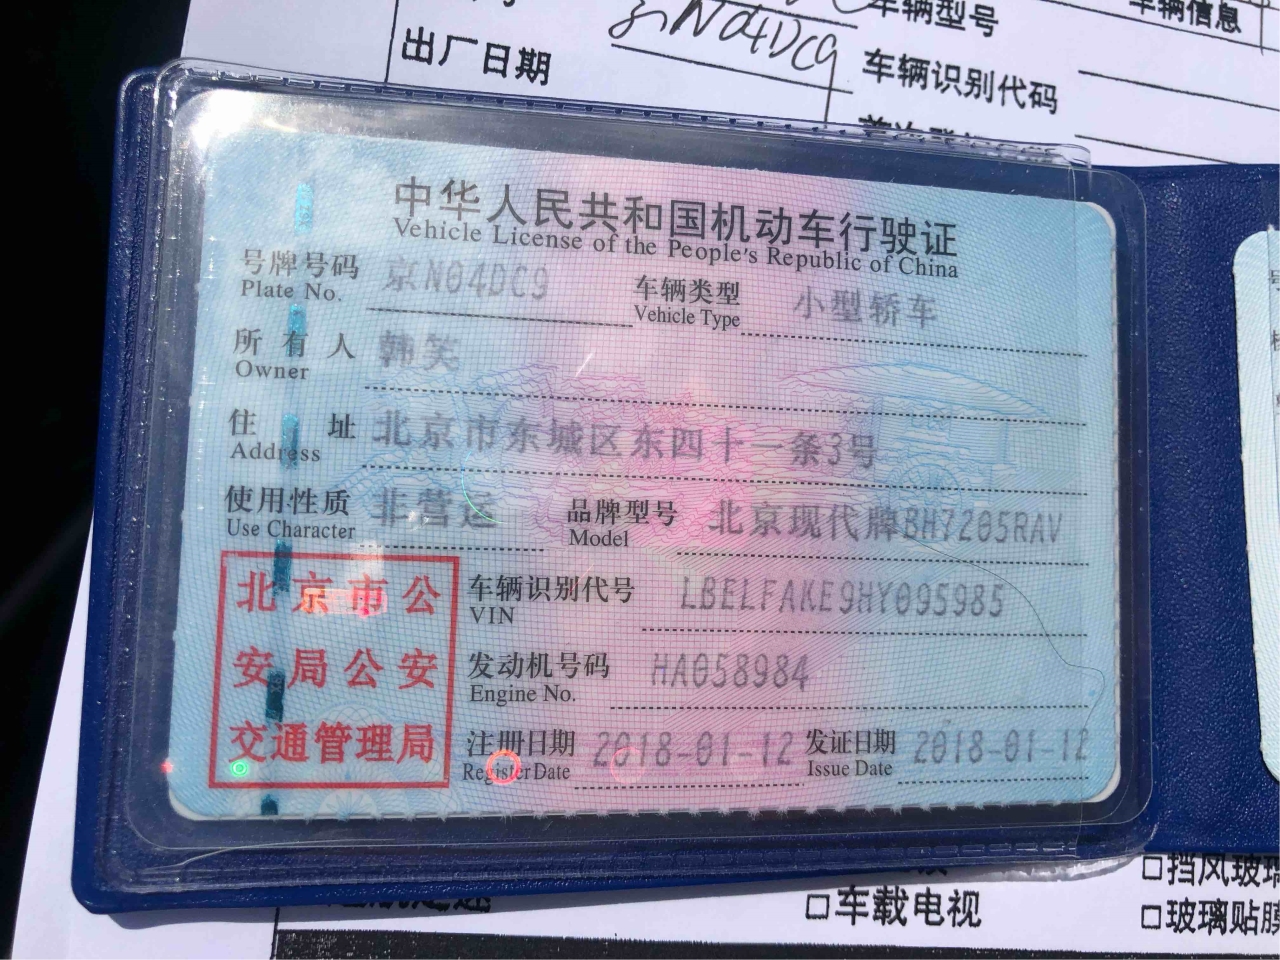 车辆型号
车辆信息
京N04DC9
出厂日期
车辆识别代码
中华人民共和国机动车行驶证
Vehicle License of the People's Republic of China
号牌号码 京N04DC9 车辆类型 小型轿车
Plate No. Vehicle Type
所有人 韩笑
Owner
住址 北京市东城区东四十一条3号
Address
使用性质 非营运 品牌型号 北京现代牌BH7205RAV
Use Character Model
北京市公
安局公安
交通管理局
车辆识别代号 LBELFAKE9HY095985
VIN
发动机号码 HA058984
Engine No.
注册日期 2018-01-12 发证日期 2018-01-12
Register Date Issue Date
□挡风玻璃
□车载电视
□玻璃贴膜